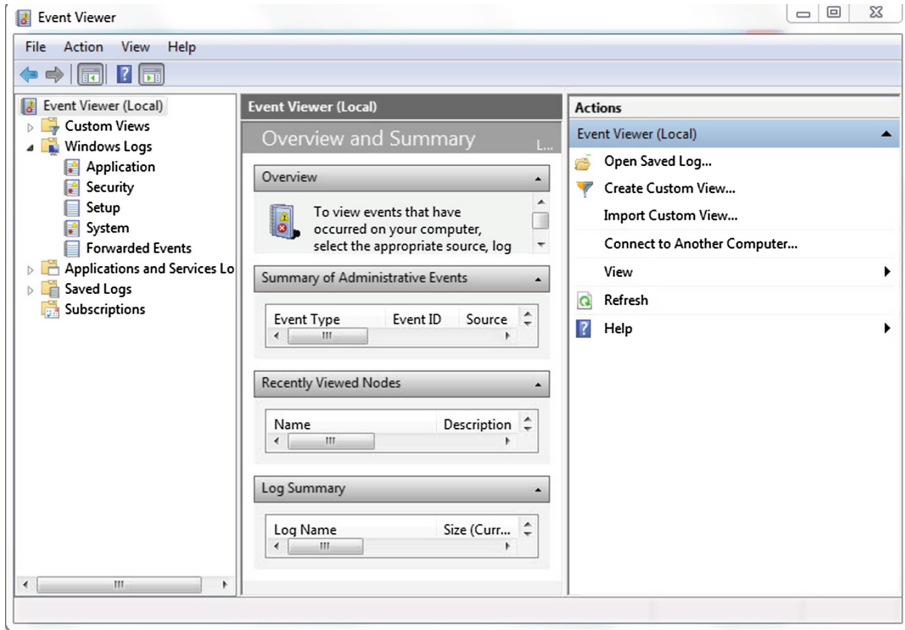 Event Viewer
File Action View Help
Event Viewer (Local)
Custom Views
Windows Logs
Application
Security
Setup
System
Forwarded Events
Applications and Services Lo
Saved Logs
Subscriptions
Event Viewer (Local)
Overview and Summary L...
Overview
To view events that have
occurred on your computer,
select the appropriate source, log
Summary of Administrative Events
Event Type Event ID Source
Recently Viewed Nodes
Name Description
Log Summary
Log Name Size (Curr...
Actions
Event Viewer (Local)
Open Saved Log...
Create Custom View...
Import Custom View...
Connect to Another Computer...
View
Refresh
Help